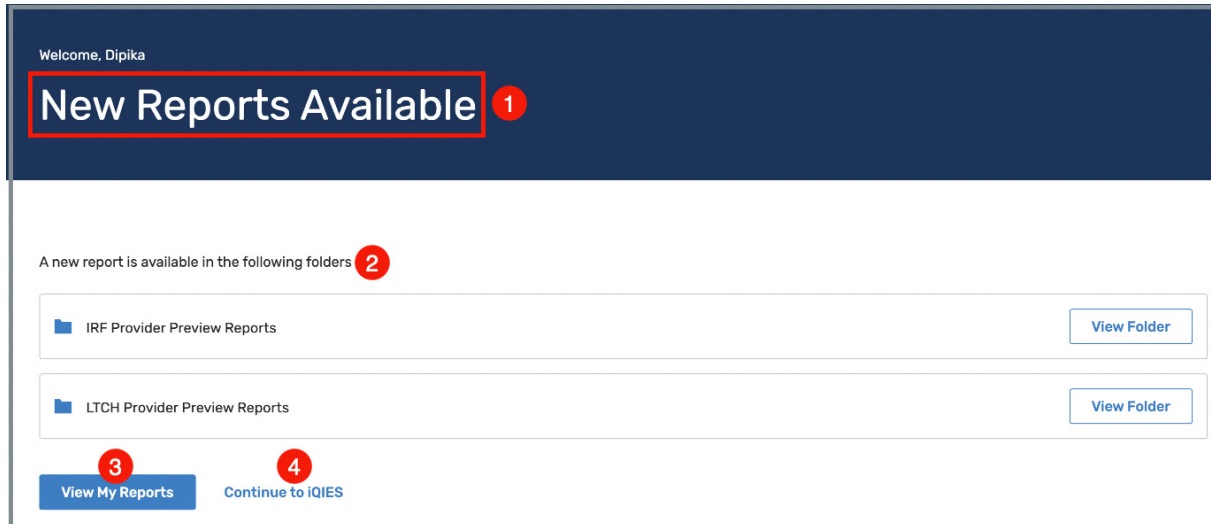 Welcome, Dipika
New Reports Available 1
A new report is available in the following folders 2
IRF Provider Preview Reports View Folder
LTCH Provider Preview Reports View Folder
3 4
View My Reports Continue to iQIES